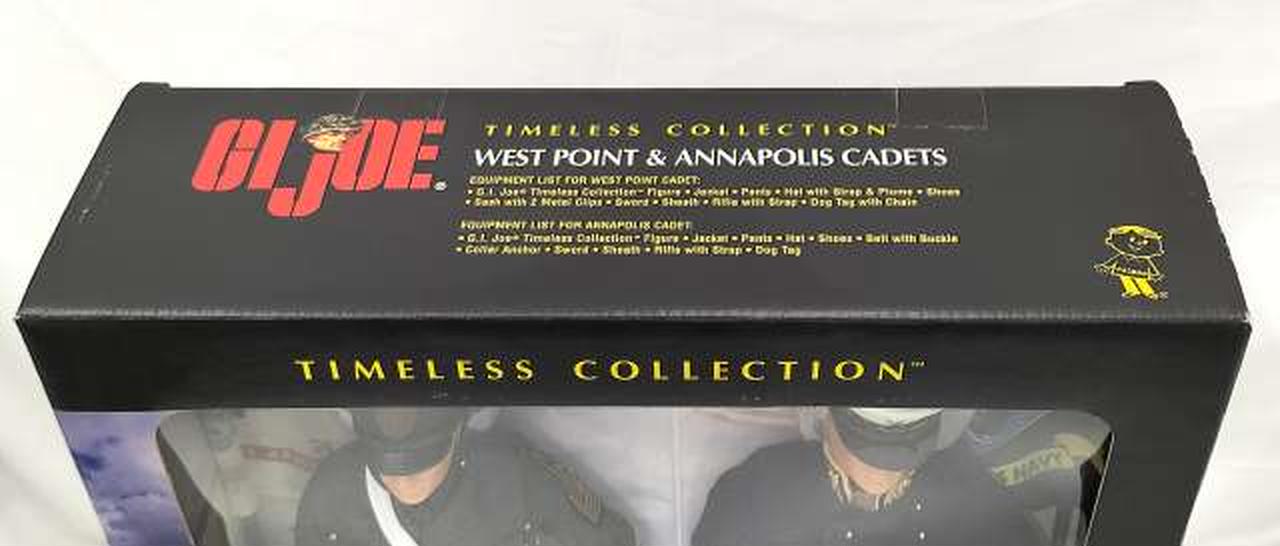 GI JOE®
TIMELESS COLLECTION™
WEST POINT & ANNAPOLIS CADETS
EQUIPMENT LIST FOR WEST POINT CADET:
• G.I. Joe® Timeless Collection™ Figure • Jacket • Pants • Hat with Strap & Plume • Shoes
• Sash with 2 Metal Clips • Sword • Sheath • Rifle with Strap • Dog Tag with Chain
EQUIPMENT LIST FOR ANNAPOLIS CADET:
• G.I. Joe® Timeless Collection™ Figure • Jacket • Pants • Hat • Shoes • Belt with Buckle
• Collar Anchor • Sword • Sheath • Rifle with Strap • Dog Tag
TIMELESS COLLECTION™
NAVY